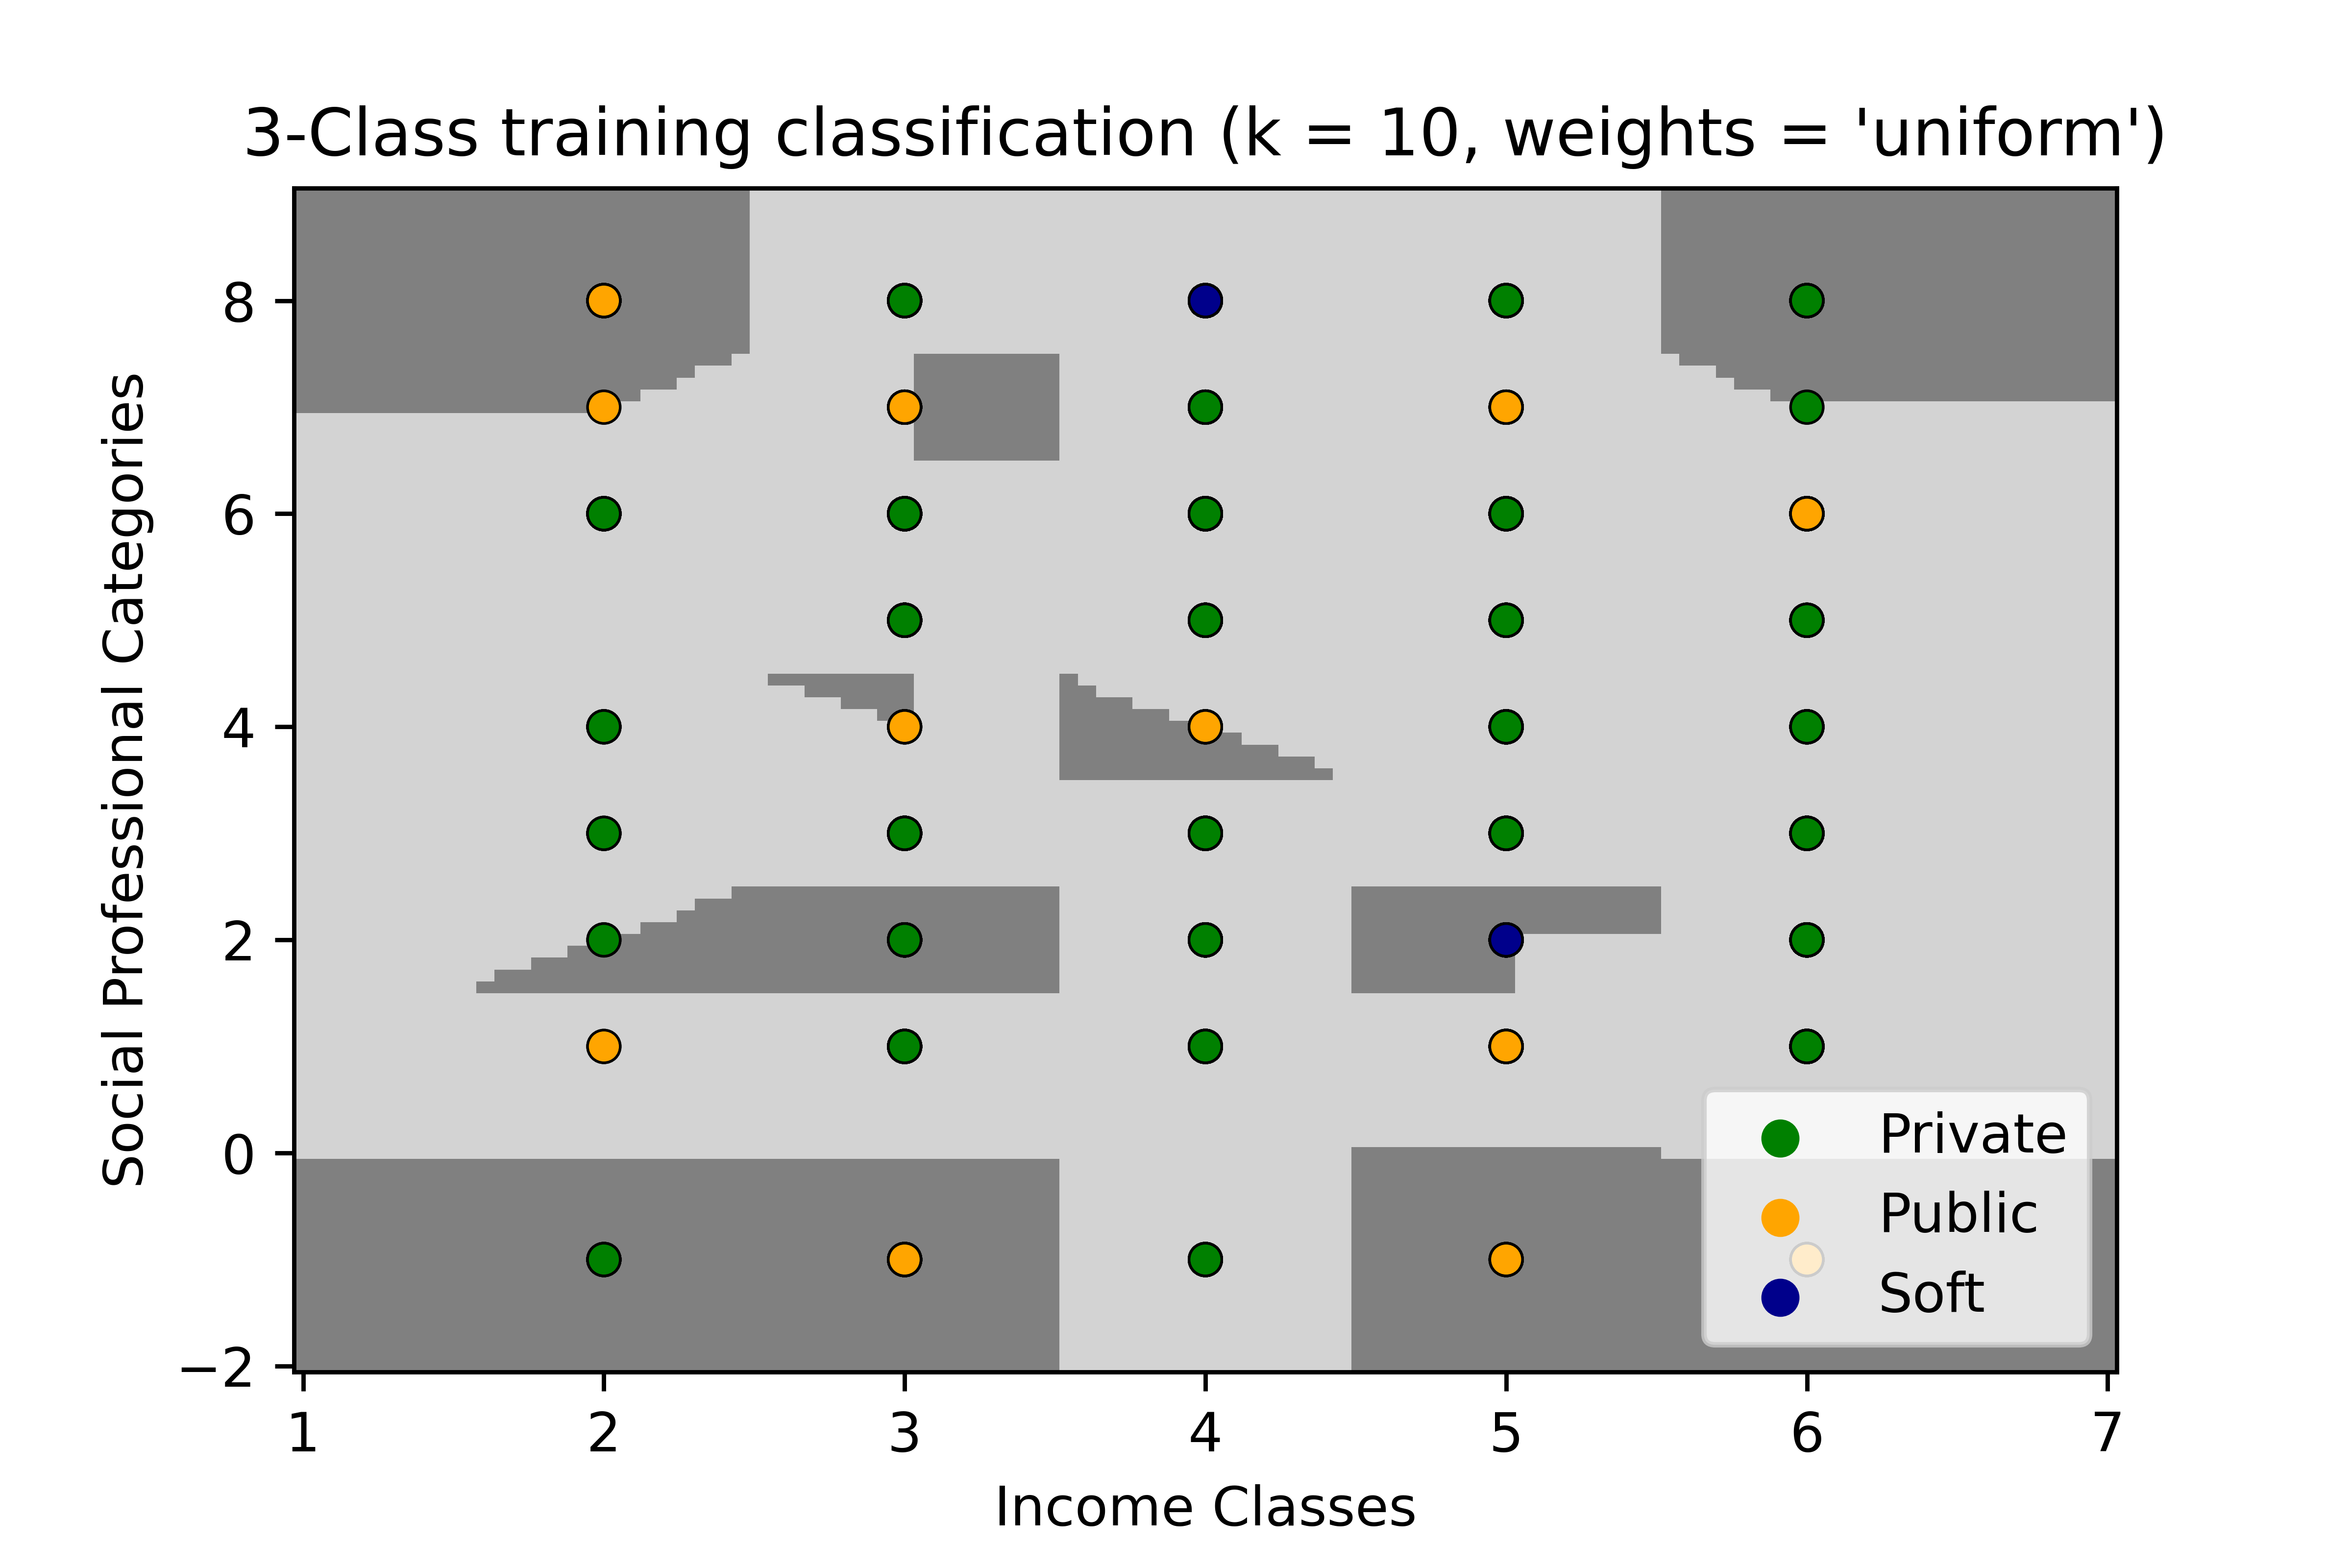 3-Class training classification (k = 10, weights = 'uniform')
Social Professional Categories
8
6
4
2
0
−2
1 2 3 4 5 6 7
Income Classes
Private
Public
Soft